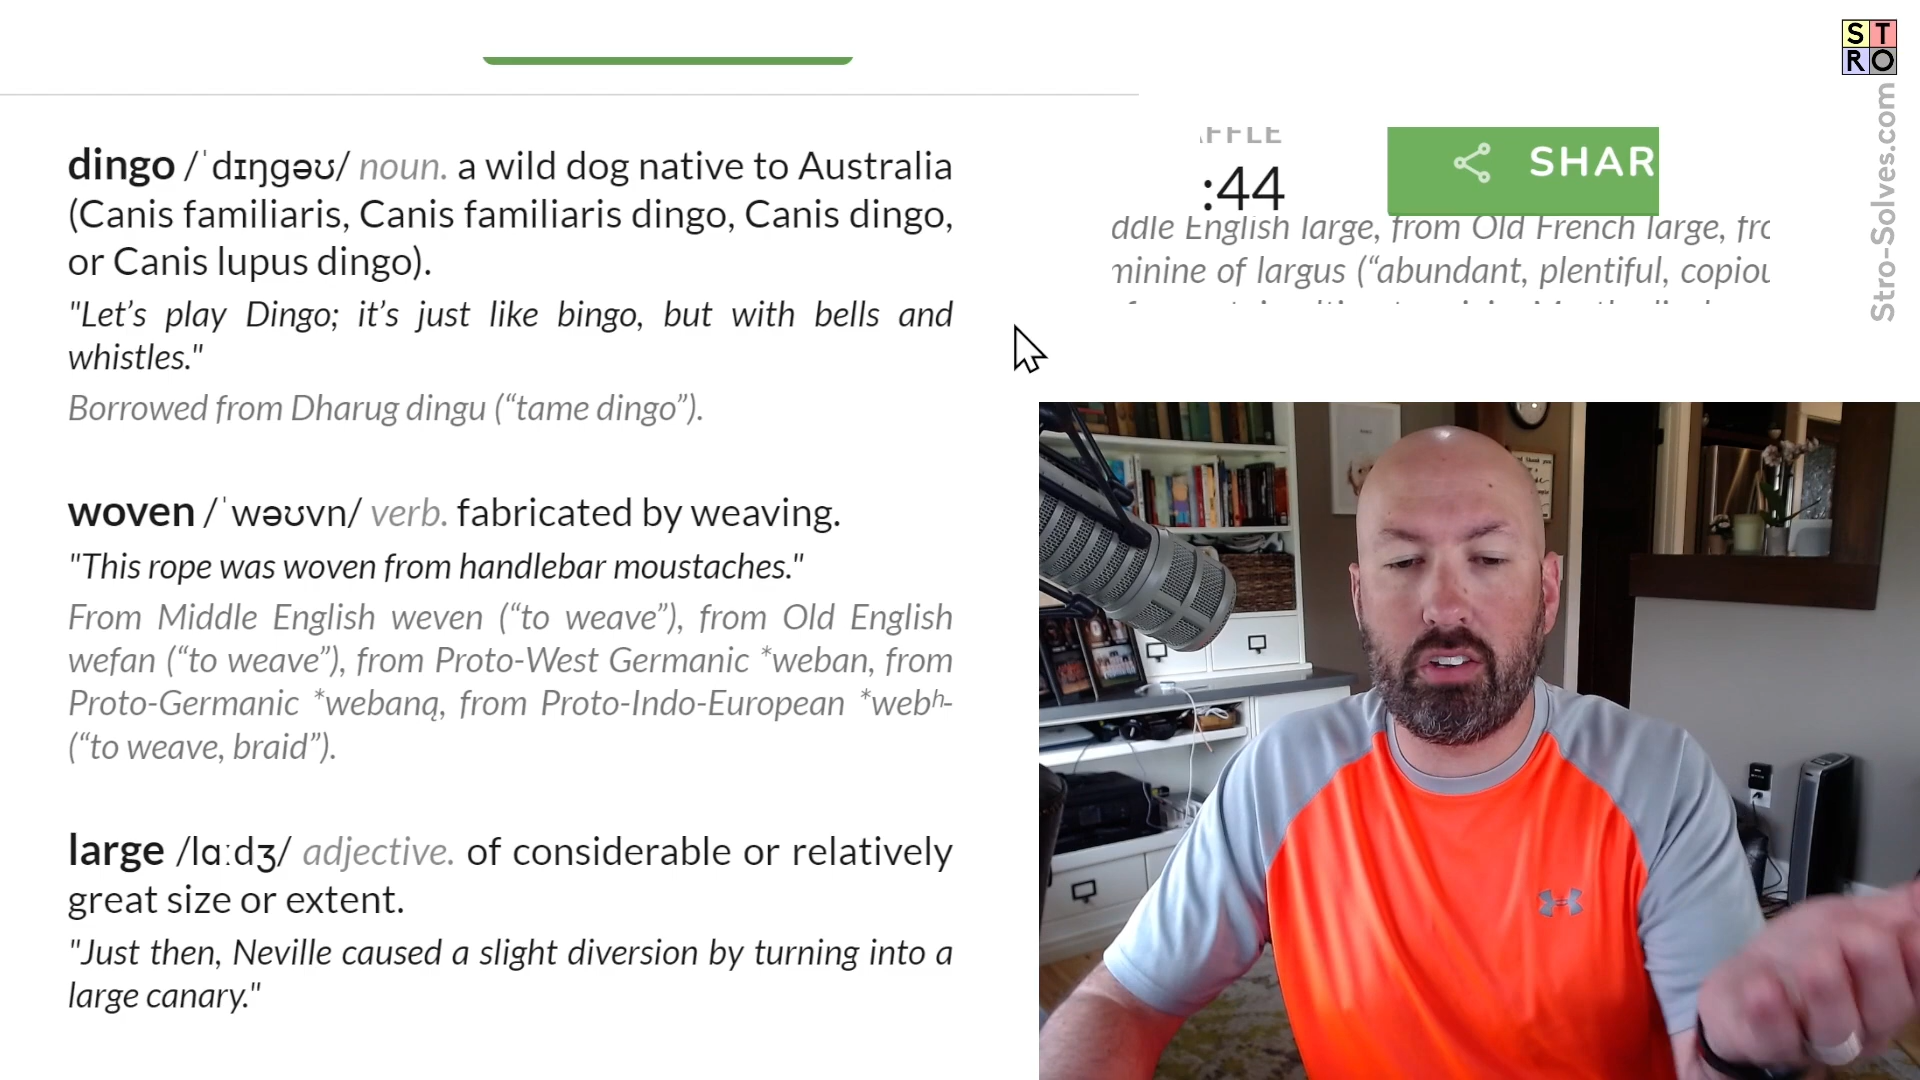 dingo /ˈdɪŋɡəʊ/ noun. a wild dog native to Australia
(Canis familiaris, Canis familiaris dingo, Canis dingo,
or Canis lupus dingo).
"Let’s play Dingo; it’s just like bingo, but with bells and
whistles."
Borrowed from Dharug dingu (“tame dingo”).
woven /ˈwəʊvn/ verb. fabricated by weaving.
"This rope was woven from handlebar moustaches."
From Middle English weven (“to weave”), from Old English
wefan (“to weave”), from Proto-West Germanic *weban, from
Proto-Germanic *webaną, from Proto-Indo-European *webʰ-
(“to weave, braid”).
large /lɑːdʒ/ adjective. of considerable or relatively
great size or extent.
"Just then, Neville caused a slight diversion by turning into a
large canary."
AFFLE
:44
SHAR
ddle English large, from Old French large, fro
minine of largus (“abundant, plentiful, copiou
ST
RO
Stro-Solves.com